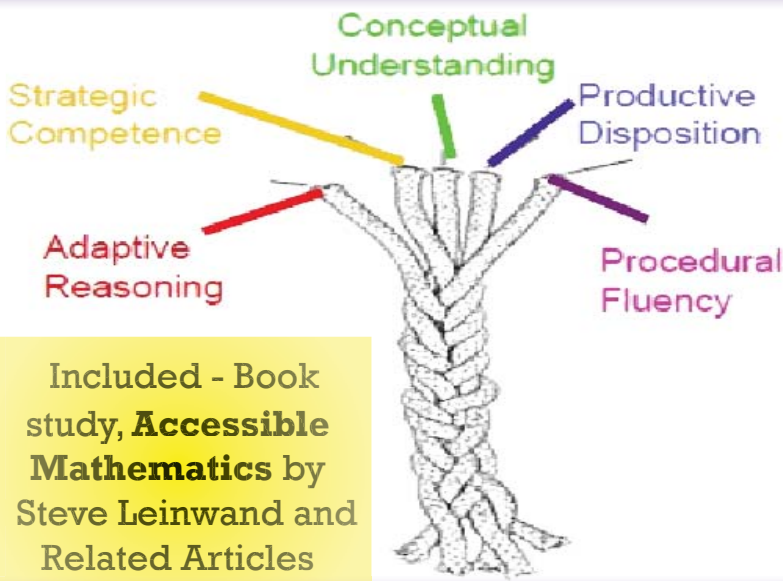 Conceptual
Understanding
Strategic
Competence
Productive
Disposition
Adaptive
Reasoning
Procedural
Fluency
Included - Book
study, Accessible
Mathematics by
Steve Leinwand and
Related Articles